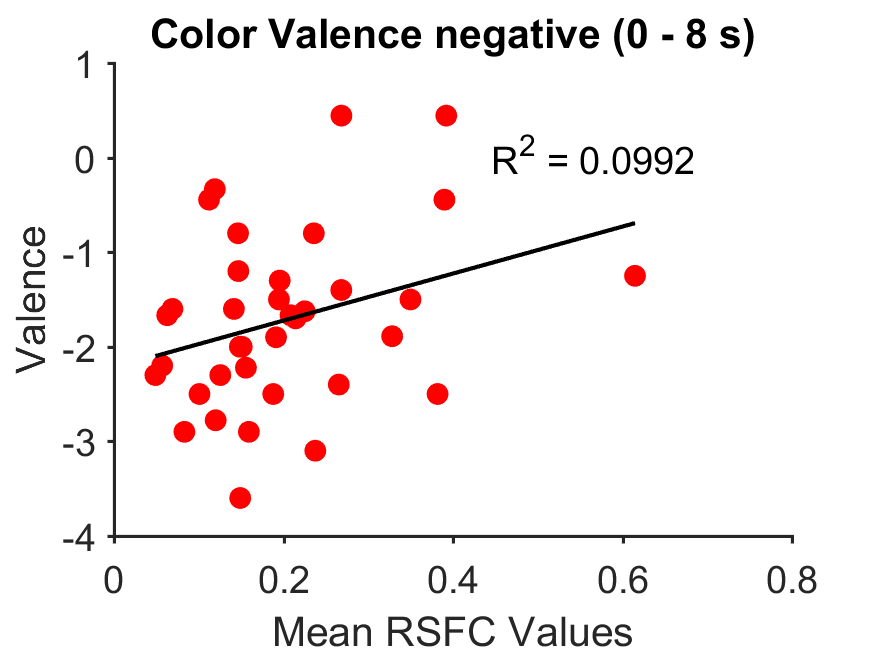 Color Valence negative (0 - 8 s)
1
0
-1
-2
-3
-4
Valence
R² = 0.0992
0 0.2 0.4 0.6 0.8
Mean RSFC Values